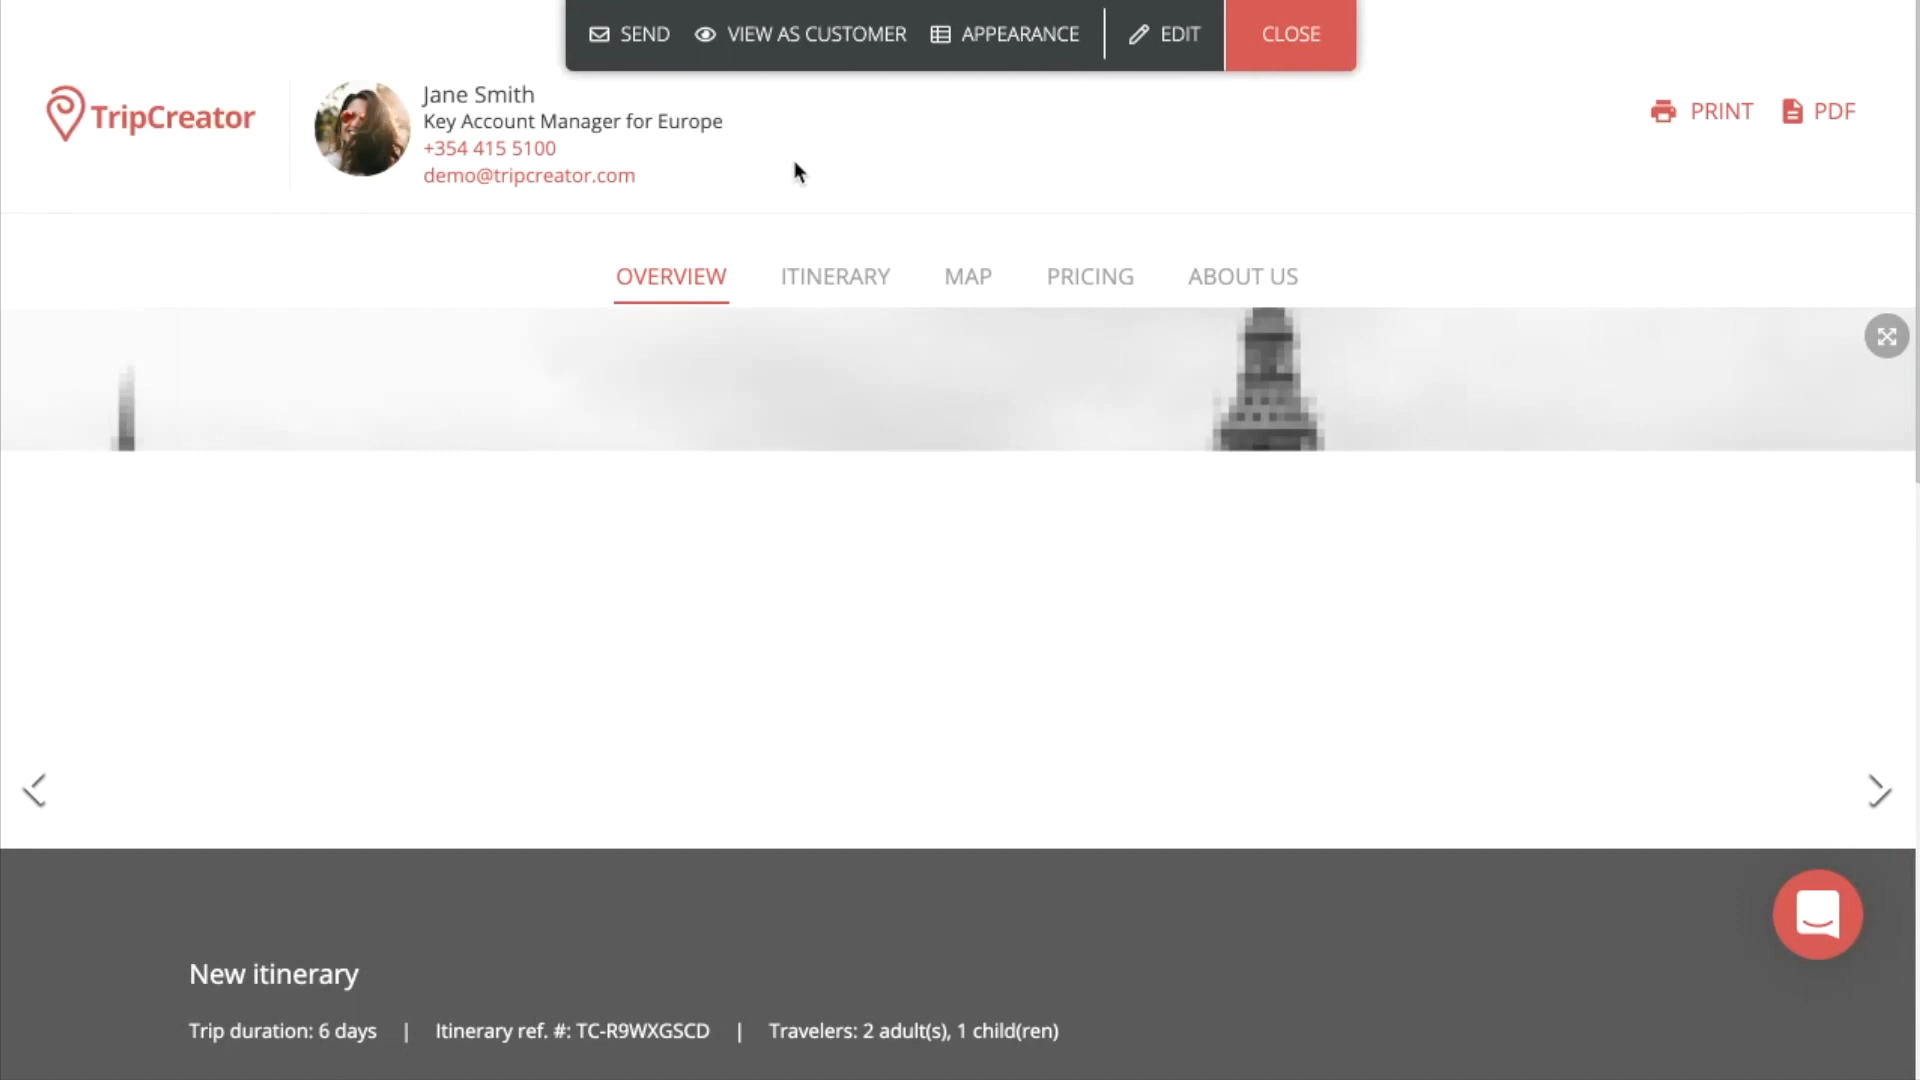 SEND VIEW AS CUSTOMER APPEARANCE EDIT CLOSE
TripCreator
Jane Smith
Key Account Manager for Europe
+354 415 5100
demo@tripcreator.com
PRINT PDF
OVERVIEW ITINERARY MAP PRICING ABOUT US
New itinerary
Trip duration: 6 days | Itinerary ref. #: TC-R9WXGSCD | Travelers: 2 adult(s), 1 child(ren)